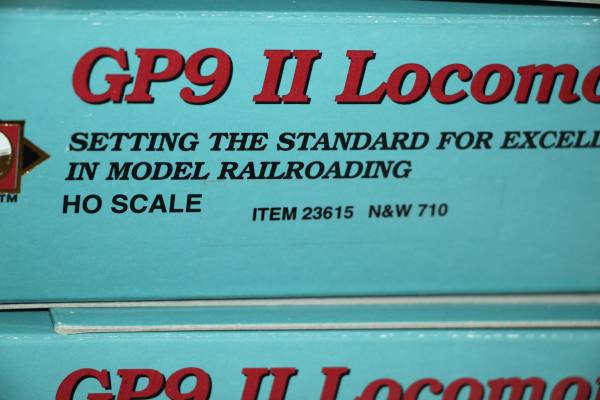 GP9 II Locomo
SETTING THE STANDARD FOR EXCELL
IN MODEL RAILROADING
TM
HO SCALE
ITEM 23615 N&W 710
GP9 II Locomo